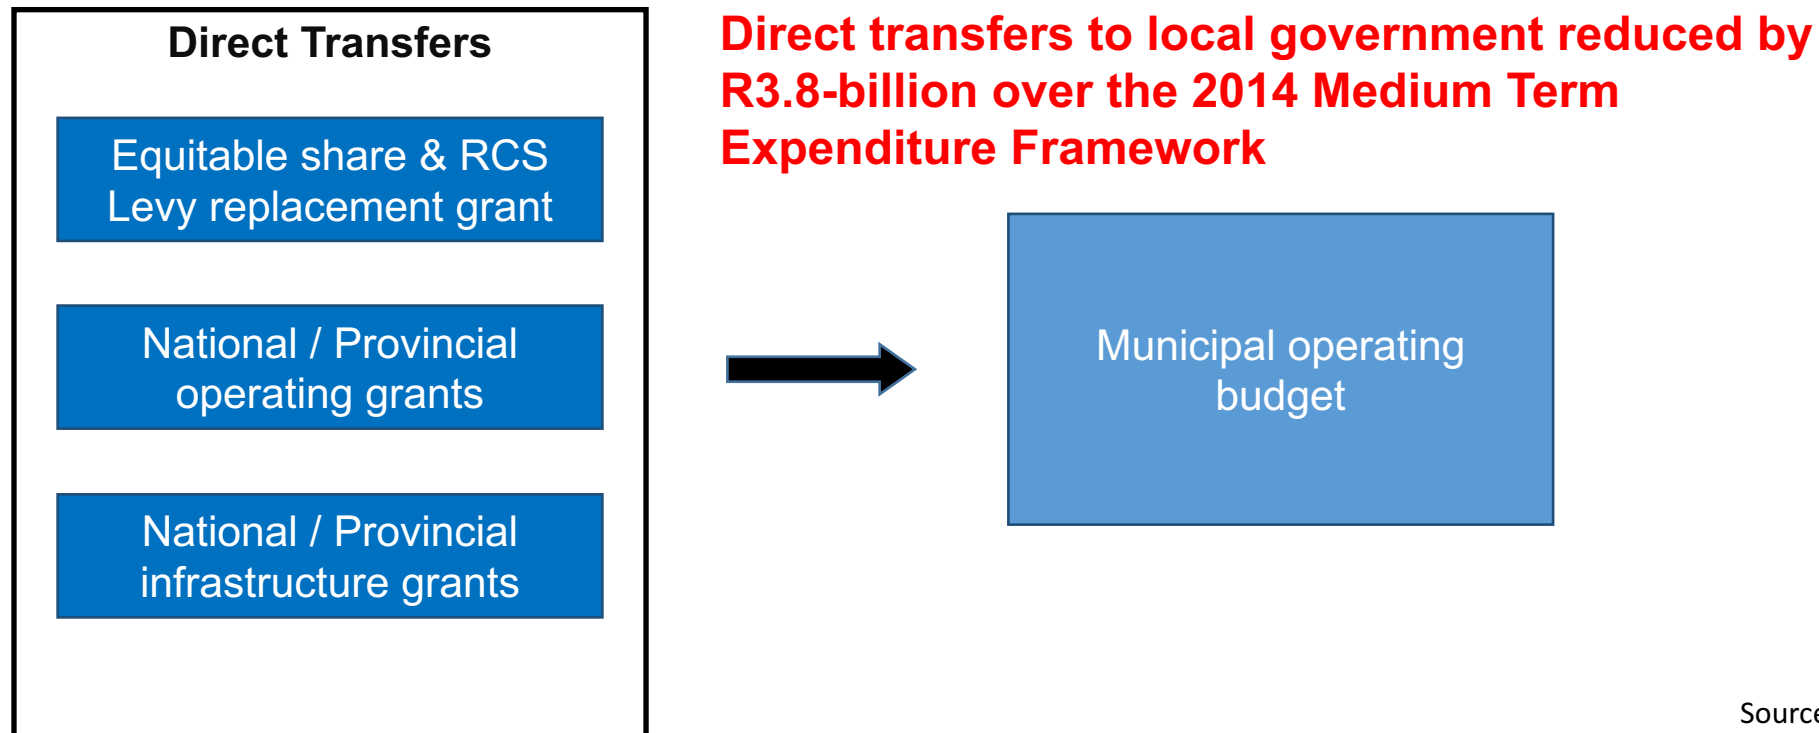 Direct Transfers
Equitable share & RCS
Levy replacement grant
National / Provincial
operating grants
National / Provincial
infrastructure grants
Direct transfers to local government reduced by
R3.8-billion over the 2014 Medium Term
Expenditure Framework
Municipal operating
budget
Source